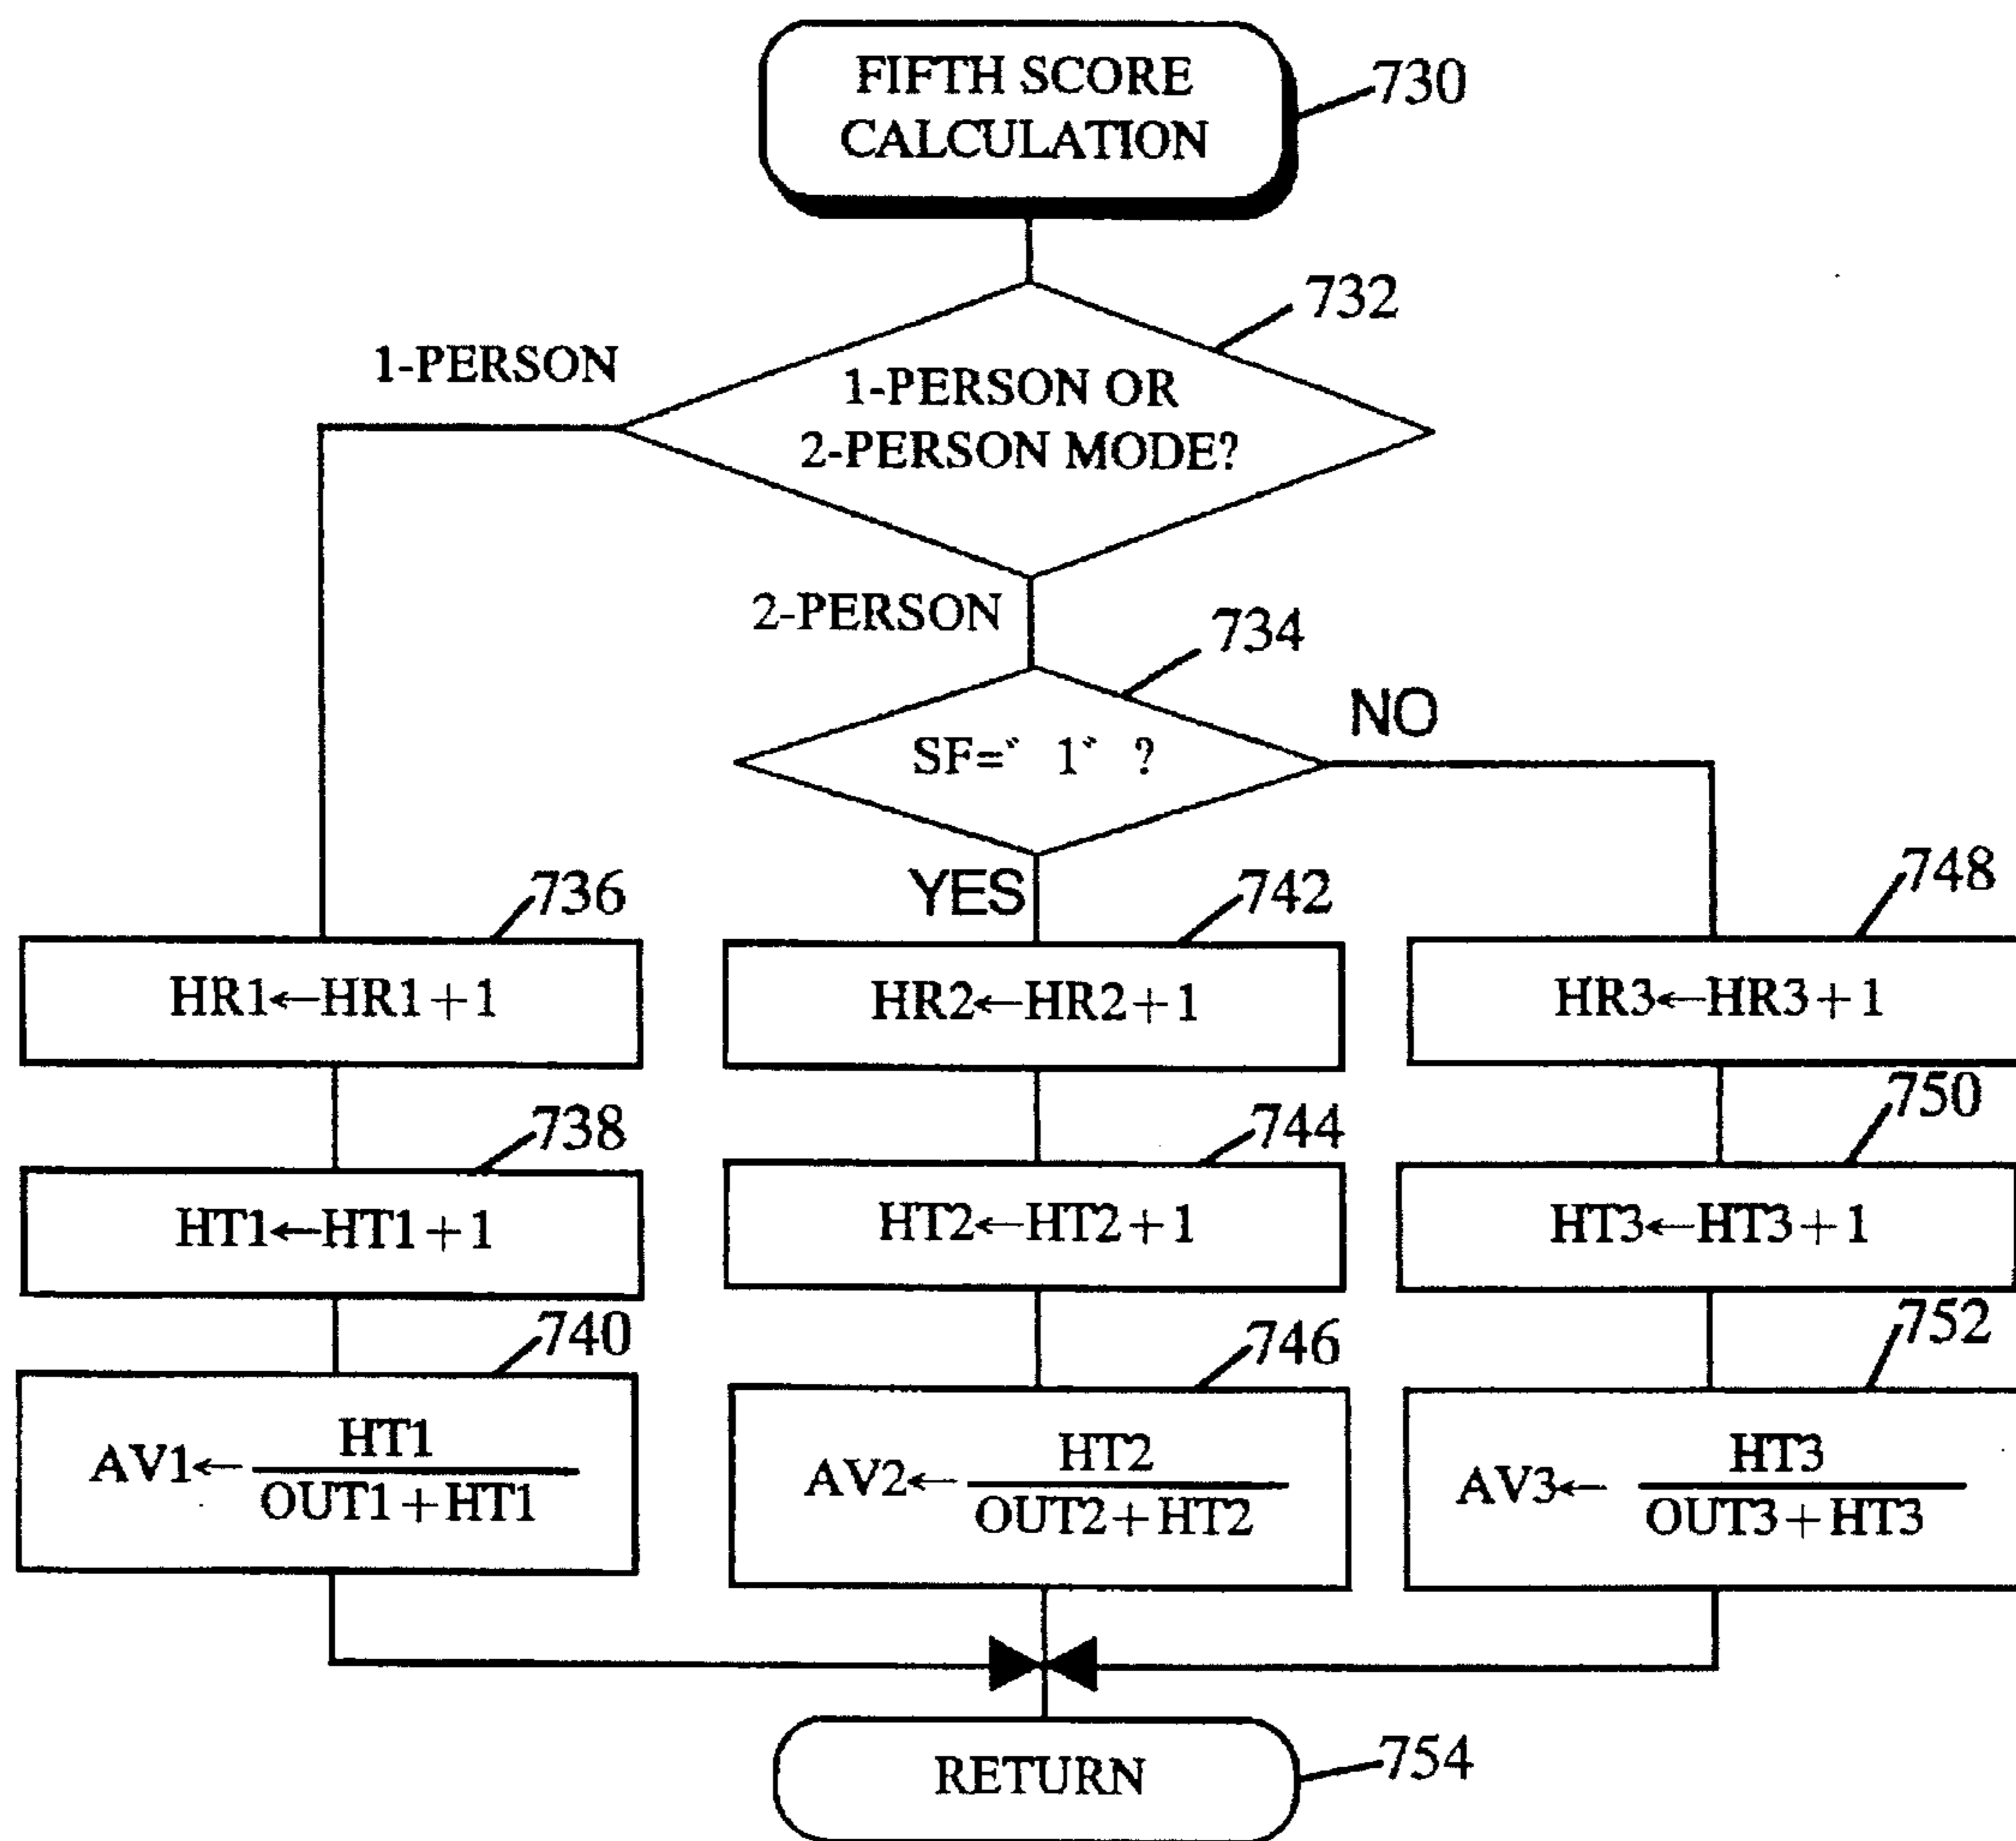 FIFTH SCORE
CALCULATION
730
732
1-PERSON
1-PERSON OR
2-PERSON MODE?
2-PERSON
734
SF=“ 1“ ?
NO
YES
736
742
748
HR1←HR1+1
HR2←HR2+1
HR3←HR3+1
738
744
750
HT1←HT1+1
HT2←HT2+1
HT3←HT3+1
740
746
752
AV1← HT1
OUT1+HT1
AV2← HT2
OUT2+HT2
AV3← HT3
OUT3+HT3
RETURN
754